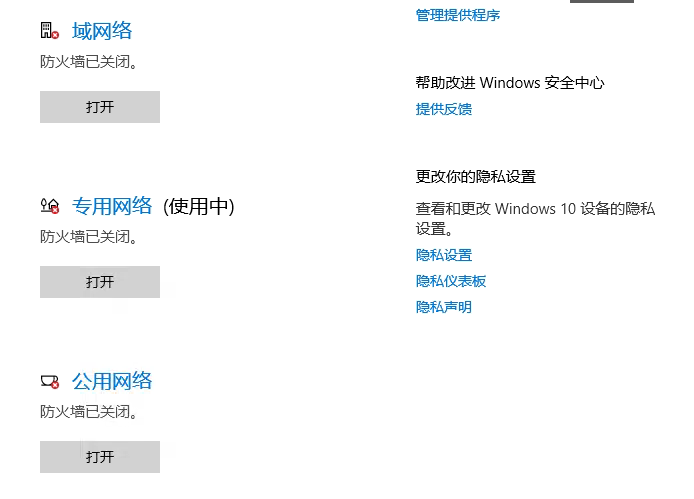 域网络
防火墙已关闭。
打开
专用网络 (使用中)
防火墙已关闭。
打开
公用网络
防火墙已关闭。
打开
管理提供程序
帮助改进 Windows 安全中心
提供反馈
更改你的隐私设置
查看和更改 Windows 10 设备的隐私
设置。
隐私设置
隐私仪表板
隐私声明